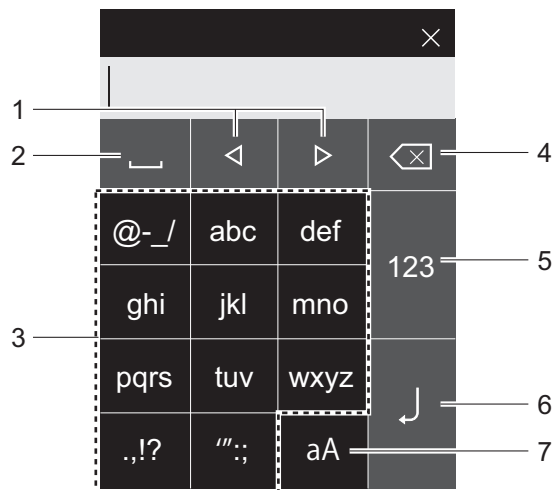 1
2
4
@-_/ abc def
123 5
ghi jkl mno
3
pqrs tuv wxyz
6
.,!? ‘”:; aA
7